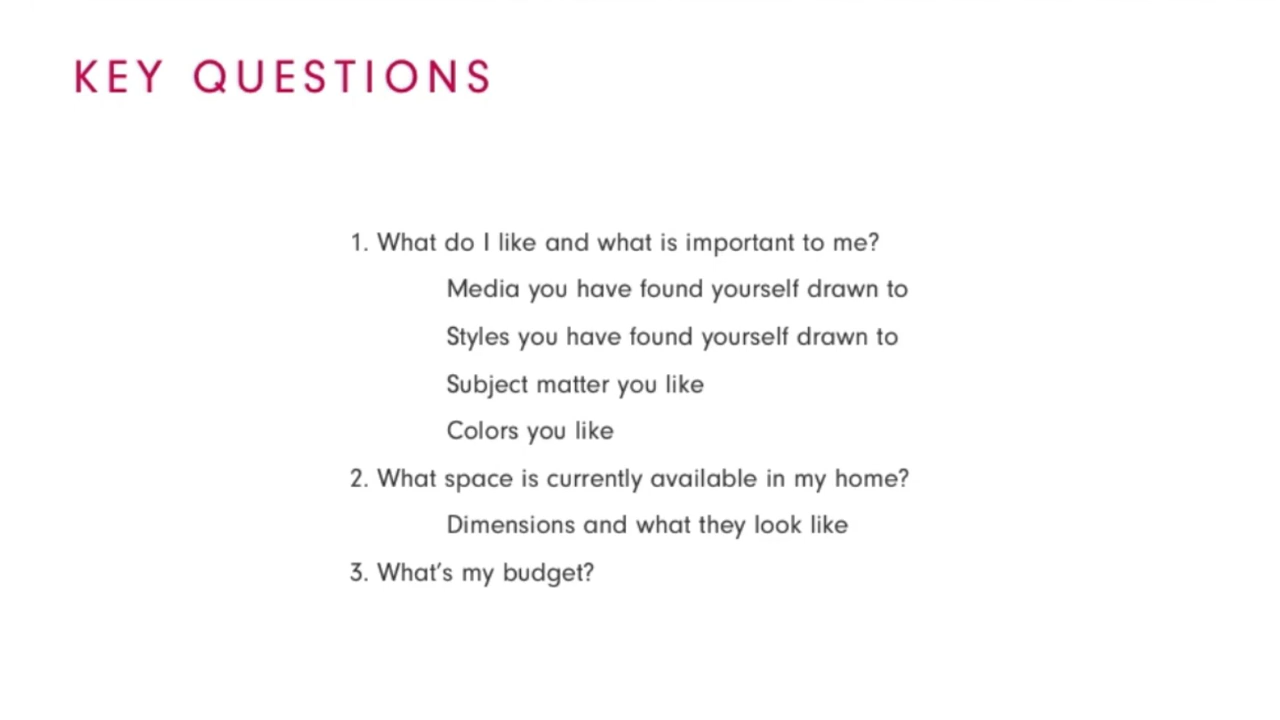 KEY QUESTIONS
1. What do I like and what is important to me?
Media you have found yourself drawn to
Styles you have found yourself drawn to
Subject matter you like
Colors you like
2. What space is currently available in my home?
Dimensions and what they look like
3. What's my budget?